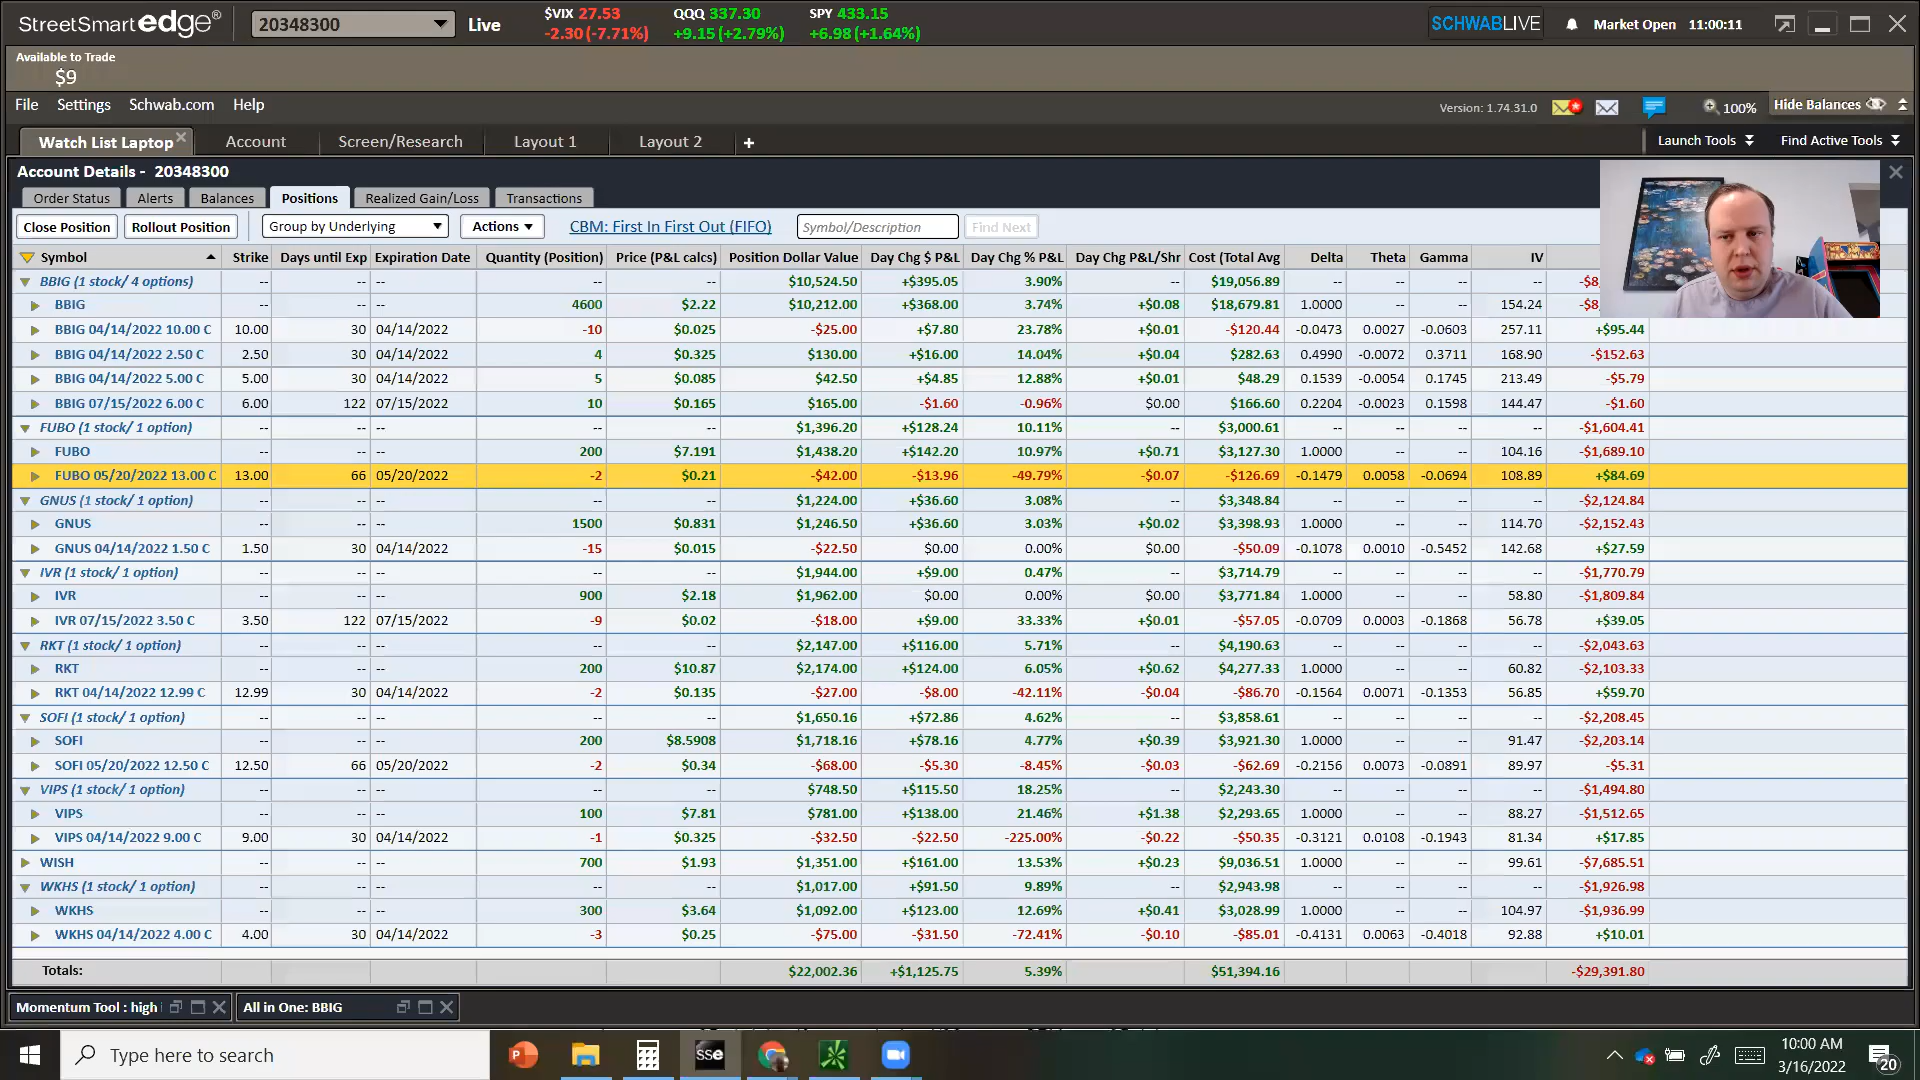 StreetSmart edge® 20348300 Live $VIX 27.53 QQQ 337.30 SPY 433.15 SCHWABLIVE Market Open 11:00:11
-2.30 (-7.71%) +9.15 (+2.79%) +6.98 (+1.64%)
Available to Trade
$9
File Settings Schwab.com Help Version: 1.74.31.0 100% Hide Balances
Watch List Laptop Account Screen/Research Layout 1 Layout 2 + Launch Tools Find Active Tools
Account Details - 20348300
Order Status Alerts Balances Positions Realized Gain/Loss Transactions
Close Position Rollout Position Group by Underlying Actions CBM: First In First Out (FIFO) Symbol/Description Find Next
Symbol Strike Days until Exp Expiration Date Quantity (Position) Price (P&L calcs) Position Dollar Value Day Chg $ P&L Day Chg % P&L Day Chg P&L/Shr Cost (Total Avg Delta Theta Gamma IV
BBIG (1 stock/ 4 options) -- -- -- -- -- $10,524.50 +$395.05 3.90% -- $19,056.89 -- -- -- -- -$8,
BBIG -- -- -- 4600 $2.22 $10,212.00 +$368.00 3.74% +$0.08 $18,679.81 1.0000 -- -- 154.24 -$8,
BBIG 04/14/2022 10.00 C 10.00 30 04/14/2022 -10 $0.025 -$25.00 +$7.80 23.78% +$0.01 -$120.44 -0.0473 0.0027 -0.0603 257.11 +$95.44
BBIG 04/14/2022 2.50 C 2.50 30 04/14/2022 4 $0.325 $130.00 +$16.00 14.04% +$0.04 $282.63 0.4990 -0.0072 0.3711 168.90 -$152.63
BBIG 04/14/2022 5.00 C 5.00 30 04/14/2022 5 $0.085 $42.50 +$4.85 12.88% +$0.01 $48.29 0.1539 -0.0054 0.1745 213.49 -$5.79
BBIG 07/15/2022 6.00 C 6.00 122 07/15/2022 10 $0.165 $165.00 -$1.60 -0.96% $0.00 $166.60 0.2204 -0.0023 0.1598 144.47 -$1.60
FUBO (1 stock/ 1 option) -- -- -- -- -- $1,396.20 +$128.24 10.11% -- $3,000.61 -- -- -- -- -$1,604.41
FUBO -- -- -- 200 $7.191 $1,438.20 +$142.20 10.97% +$0.71 $3,127.30 1.0000 -- -- 104.16 -$1,689.10
FUBO 05/20/2022 13.00 C 13.00 66 05/20/2022 -2 $0.21 -$42.00 -$13.96 -49.79% -$0.07 -$126.69 -0.1479 0.0058 -0.0694 108.89 +$84.69
GNUS (1 stock/ 1 option) -- -- -- -- -- $1,224.00 +$36.60 3.08% -- $3,348.84 -- -- -- -- -$2,124.84
GNUS -- -- -- 1500 $0.831 $1,246.50 +$36.60 3.03% +$0.02 $3,398.93 1.0000 -- -- 114.70 -$2,152.43
GNUS 04/14/2022 1.50 C 1.50 30 04/14/2022 -15 $0.015 -$22.50 $0.00 0.00% $0.00 -$50.09 -0.1078 0.0010 -0.5452 142.68 +$27.59
IVR (1 stock/ 1 option) -- -- -- -- -- $1,944.00 +$9.00 0.47% -- $3,714.79 -- -- -- -- -$1,770.79
IVR -- -- -- 900 $2.18 $1,962.00 $0.00 0.00% $0.00 $3,771.84 1.0000 -- -- 58.80 -$1,809.84
IVR 07/15/2022 3.50 C 3.50 122 07/15/2022 -9 $0.02 -$18.00 +$9.00 33.33% +$0.01 -$57.05 -0.0709 0.0003 -0.1868 56.78 +$39.05
RKT (1 stock/ 1 option) -- -- -- -- -- $2,147.00 +$116.00 5.71% -- $4,190.63 -- -- -- -- -$2,043.63
RKT -- -- -- 200 $10.87 $2,174.00 +$124.00 6.05% +$0.62 $4,277.33 1.0000 -- -- 60.82 -$2,103.33
RKT 04/14/2022 12.99 C 12.99 30 04/14/2022 -2 $0.135 -$27.00 -$8.00 -42.11% -$0.04 -$86.70 -0.1564 0.0071 -0.1353 56.85 +$59.70
SOFI (1 stock/ 1 option) -- -- -- -- -- $1,650.16 +$72.86 4.62% -- $3,858.61 -- -- -- -- -$2,208.45
SOFI -- -- -- 200 $8.5908 $1,718.16 +$78.16 4.77% +$0.39 $3,921.30 1.0000 -- -- 91.47 -$2,203.14
SOFI 05/20/2022 12.50 C 12.50 66 05/20/2022 -2 $0.34 -$68.00 -$5.30 -8.45% -$0.03 -$62.69 -0.2156 0.0073 -0.0891 89.97 -$5.31
VIPS (1 stock/ 1 option) -- -- -- -- -- $748.50 +$115.50 18.25% -- $2,243.30 -- -- -- -- -$1,494.80
VIPS -- -- -- 100 $7.81 $781.00 +$138.00 21.46% +$1.38 $2,293.65 1.0000 -- -- 88.27 -$1,512.65
VIPS 04/14/2022 9.00 C 9.00 30 04/14/2022 -1 $0.325 -$32.50 -$22.50 -225.00% -$0.22 -$50.35 -0.3121 0.0108 -0.1943 81.34 +$17.85
WISH -- -- -- 700 $1.93 $1,351.00 +$161.00 13.53% +$0.23 $9,036.51 1.0000 -- -- 99.61 -$7,685.51
WKHS (1 stock/ 1 option) -- -- -- -- -- $1,017.00 +$91.50 9.89% -- $2,943.98 -- -- -- -- -$1,926.98
WKHS -- -- -- 300 $3.64 $1,092.00 +$123.00 12.69% +$0.41 $3,028.99 1.0000 -- -- 104.97 -$1,936.99
WKHS 04/14/2022 4.00 C 4.00 30 04/14/2022 -3 $0.25 -$75.00 -$31.50 -72.41% -$0.10 -$85.01 -0.4131 0.0063 -0.4018 92.88 +$10.01
Totals: $22,002.36 +$1,125.75 5.39% $51,394.16 -$29,391.80
Momentum Tool : high All in One: BBIG
Type here to search SSe 10:00 AM
3/16/2022 20